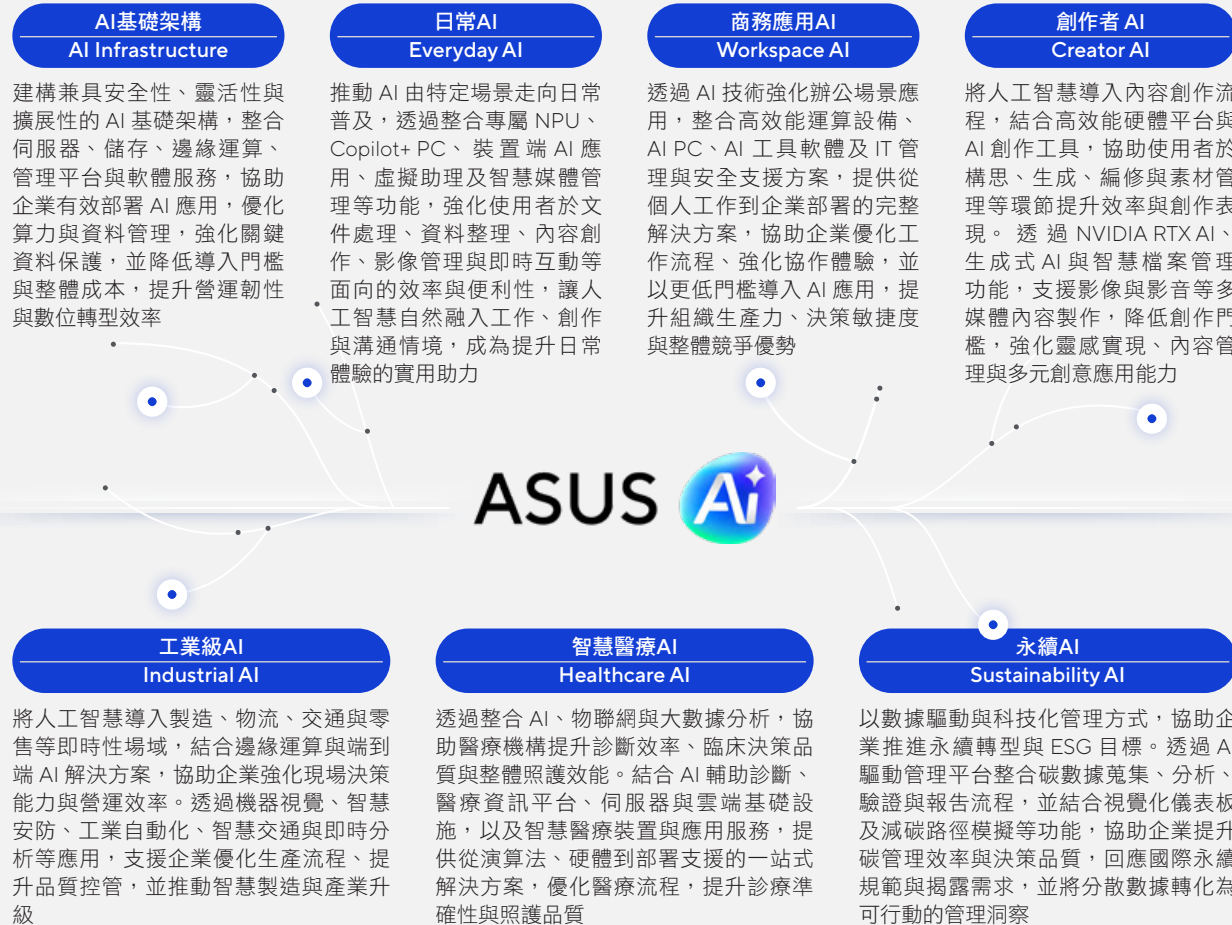 AI基礎架構
AI Infrastructure
建構兼具安全性、靈活性與
擴展性的 AI 基礎架構，整合
伺服器、儲存、邊緣運算、
管理平台與軟體服務，協助
企業有效部署 AI 應用，優化
算力與資料管理，強化關鍵
資料保護，並降低導入門檻
與整體成本，提升營運韌性
與數位轉型效率
日常AI
Everyday AI
推動 AI 由特定場景走向日常
普及，透過整合專屬 NPU、
Copilot+ PC、裝置端 AI 應
用、虛擬助理及智慧媒體管
理等功能，強化使用者於文
件處理、資料整理、內容創
作、影像管理與即時互動等
面向的效率與便利性，讓人
工智慧自然融入工作、創作
與溝通情境，成為提升日常
體驗的實用助力
商務應用AI
Workspace AI
透過 AI 技術強化辦公場景應
用，整合高效能運算設備、
AI PC、AI 工具軟體及 IT 管
理與安全支援方案，提供從
個人工作到企業部署的完整
解決方案，協助企業優化工
作流程、強化協作體驗，並
以更低門檻導入 AI 應用，提
升組織生產力、決策敏捷度
與整體競爭優勢
創作者 AI
Creator AI
將人工智慧導入內容創作流
程，結合高效能硬體平台與
AI 創作工具，協助使用者於
構思、生成、編修與素材管
理等環節提升效率與創作表
現。透過 NVIDIA RTX AI、
生成式 AI 與智慧檔案管理
功能，支援影像與影音等多
媒體內容製作，降低創作門
檻，強化靈感實現、內容管
理與多元創意應用能力
ASUS Ai
工業級AI
Industrial AI
將人工智慧導入製造、物流、交通與零
售等即時性場域，結合邊緣運算與端到
端 AI 解決方案，協助企業強化現場決策
能力與營運效率。透過機器視覺、智慧
安防、工業自動化、智慧交通與即時分
析等應用，支援企業優化生產流程、提
升品質控管，並推動智慧製造與產業升
級
智慧醫療AI
Healthcare AI
透過整合 AI、物聯網與大數據分析，協
助醫療機構提升診斷效率、臨床決策品
質與整體照護效能。結合 AI 輔助診斷、
醫療資訊平台、伺服器與雲端基礎設
施，以及智慧醫療裝置與應用服務，提
供從演算法、硬體到部署支援的一站式
解決方案，優化醫療流程，提升診療準
確性與照護品質
永續AI
Sustainability AI
以數據驅動與科技化管理方式，協助企
業推進永續轉型與 ESG 目標。透過 AI
驅動管理平台整合碳數據蒐集、分析、
驗證與報告流程，並結合視覺化儀表板
及減碳路徑模擬等功能，協助企業提升
碳管理效率與決策品質，回應國際永續
規範與揭露需求，並將分散數據轉化為
可行動的管理洞察